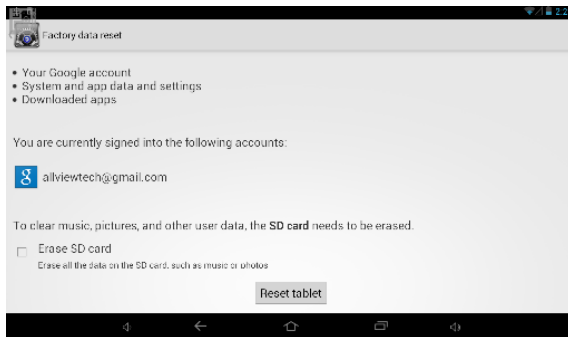 2:2
Factory data reset
• Your Google account
• System and app data and settings
• Downloaded apps
You are currently signed into the following accounts:
8 allviewtech@gmail.com
To clear music, pictures, and other user data, the SD card needs to be erased.
Erase SD card
Erase all the data on the SD card, such as music or photos
Reset tablet